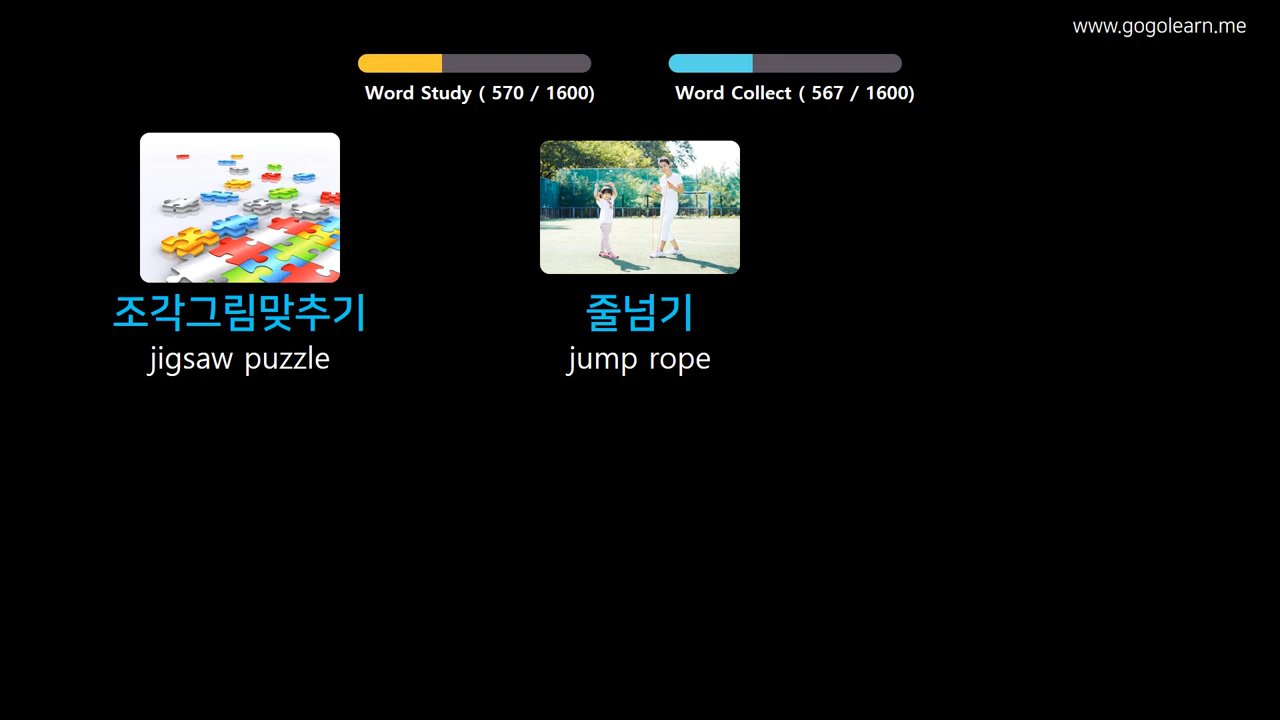 www.gogolearn.me
Word Study ( 570 / 1600)
Word Collect ( 567 / 1600)
조각그림맞추기
jigsaw puzzle
줄넘기
jump rope